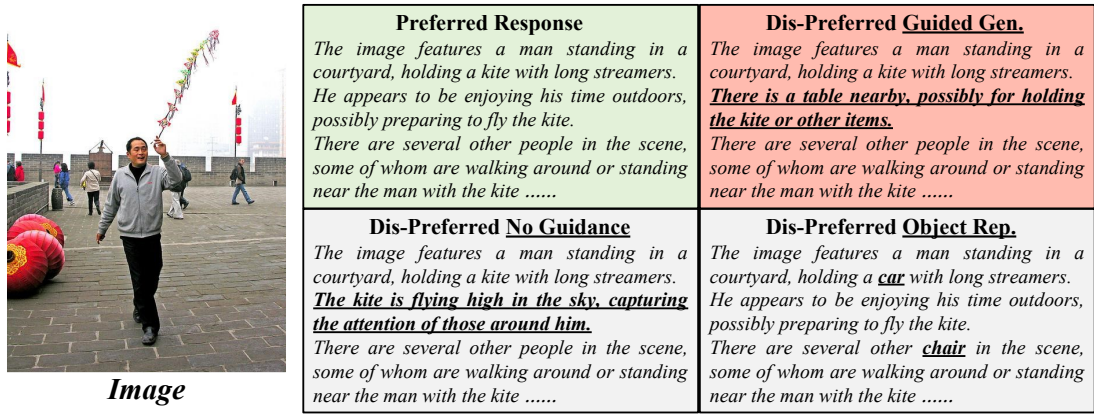 Preferred Response
The image features a man standing in a
courtyard, holding a kite with long streamers.
He appears to be enjoying his time outdoors,
possibly preparing to fly the kite.
There are several other people in the scene,
some of whom are walking around or standing
near the man with the kite ......
Dis-Preferred Guided Gen.
The image features a man standing in a
courtyard, holding a kite with long streamers.
There is a table nearby, possibly for holding
the kite or other items.
There are several other people in the scene,
some of whom are walking around or standing
near the man with the kite ......
Dis-Preferred No Guidance
The image features a man standing in a
courtyard, holding a kite with long streamers.
The kite is flying high in the sky, capturing
the attention of those around him.
There are several other people in the scene,
some of whom are walking around or standing
near the man with the kite ......
Dis-Preferred Object Rep.
The image features a man standing in a
courtyard, holding a car with long streamers.
He appears to be enjoying his time outdoors,
possibly preparing to fly the kite.
There are several other chair in the scene,
some of whom are walking around or standing
near the man with the kite ......
Image